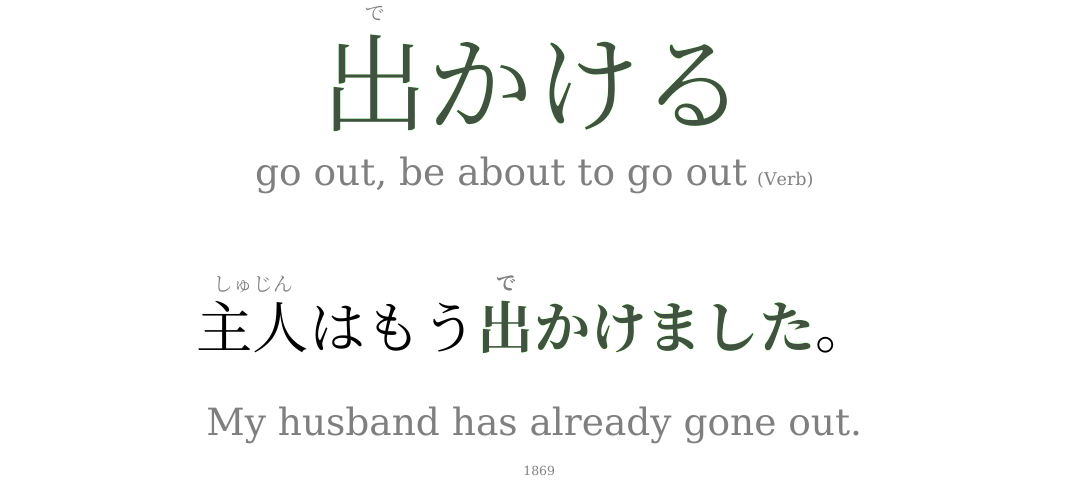 で
出かける
go out, be about to go out (Verb)
しゅじん で
主人はもう出かけました。
My husband has already gone out.
1869